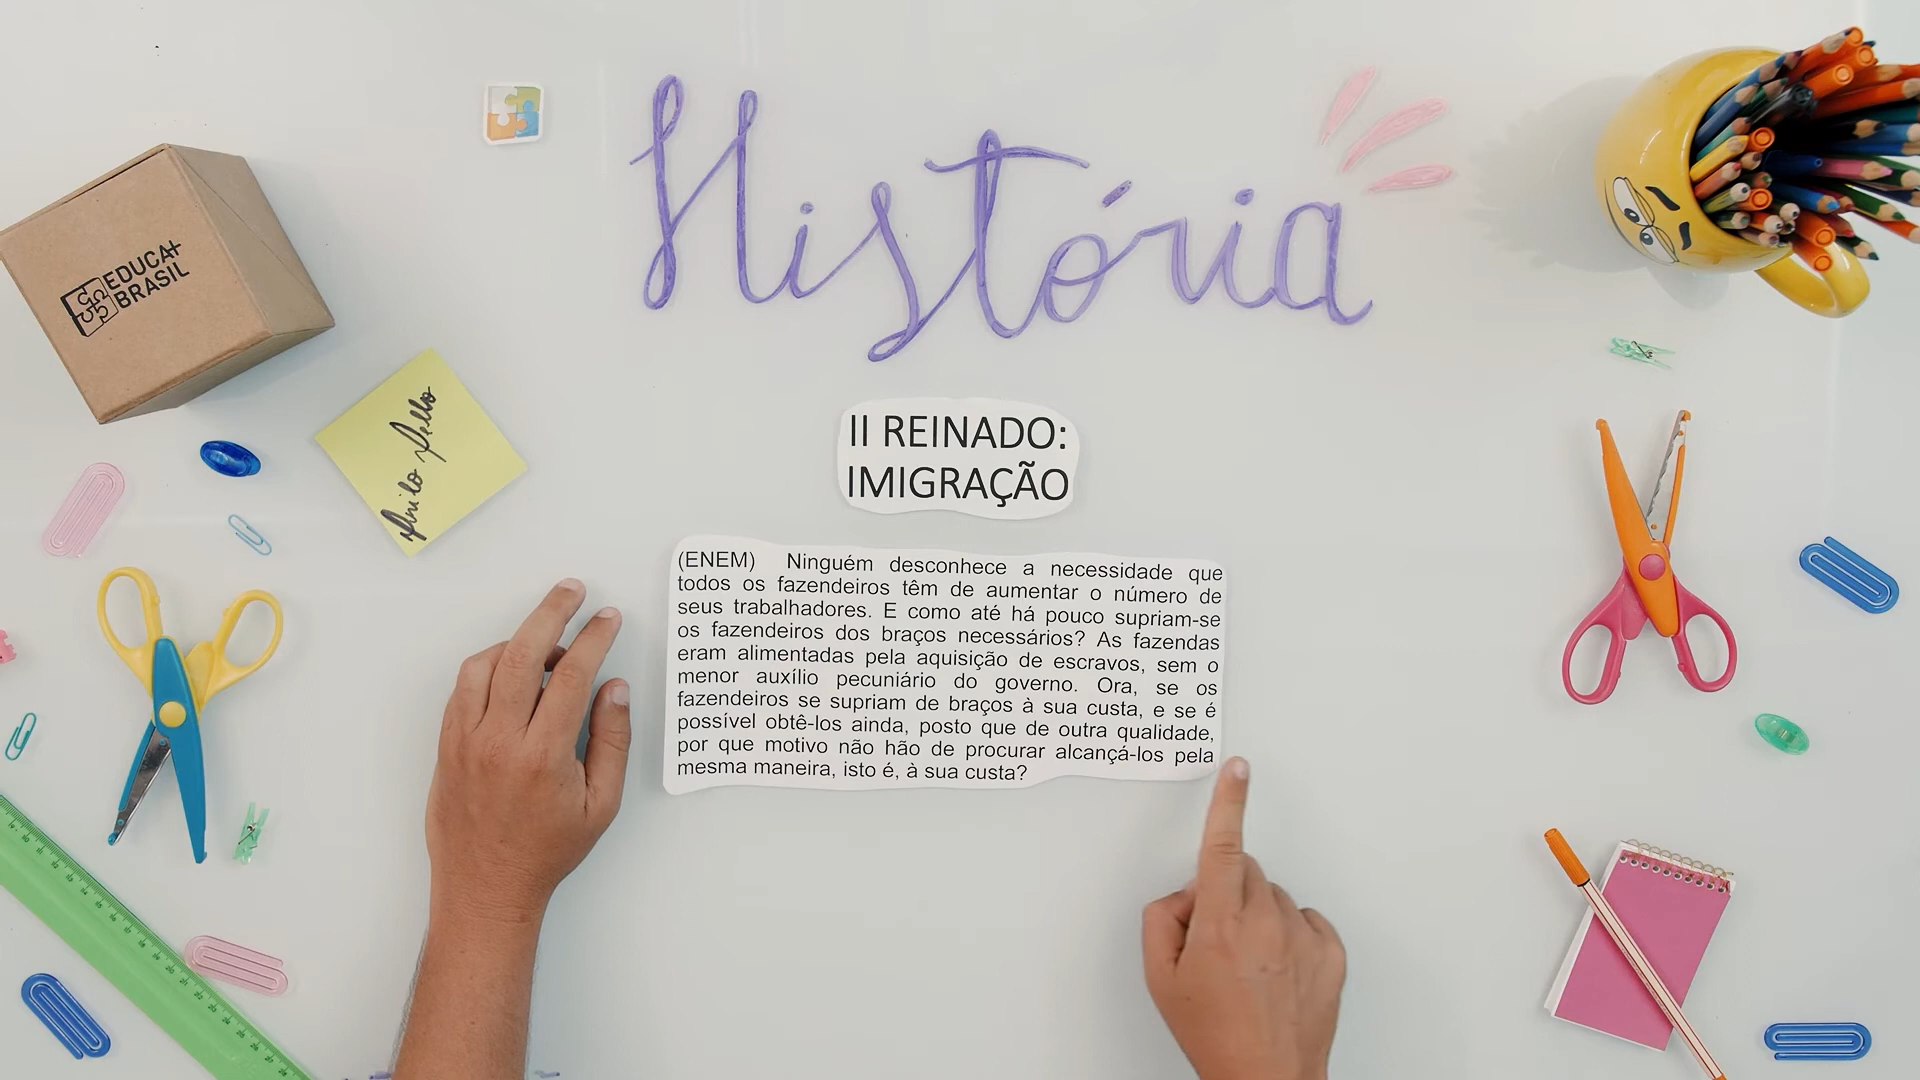 História
EDUCA+
BRASIL
II REINADO:
IMIGRAÇÃO
(ENEM) Ninguém desconhece a necessidade que
todos os fazendeiros têm de aumentar o número de
seus trabalhadores. E como até há pouco supriam-se
os fazendeiros dos braços necessários? As fazendas
eram alimentadas pela aquisição de escravos, sem o
menor auxílio pecuniário do governo. Ora, se os
fazendeiros se supriam de braços à sua custa, e se é
possível obtê-los ainda, posto que de outra qualidade,
por que motivo não hão de procurar alcançá-los pela
mesma maneira, isto é, à sua custa?